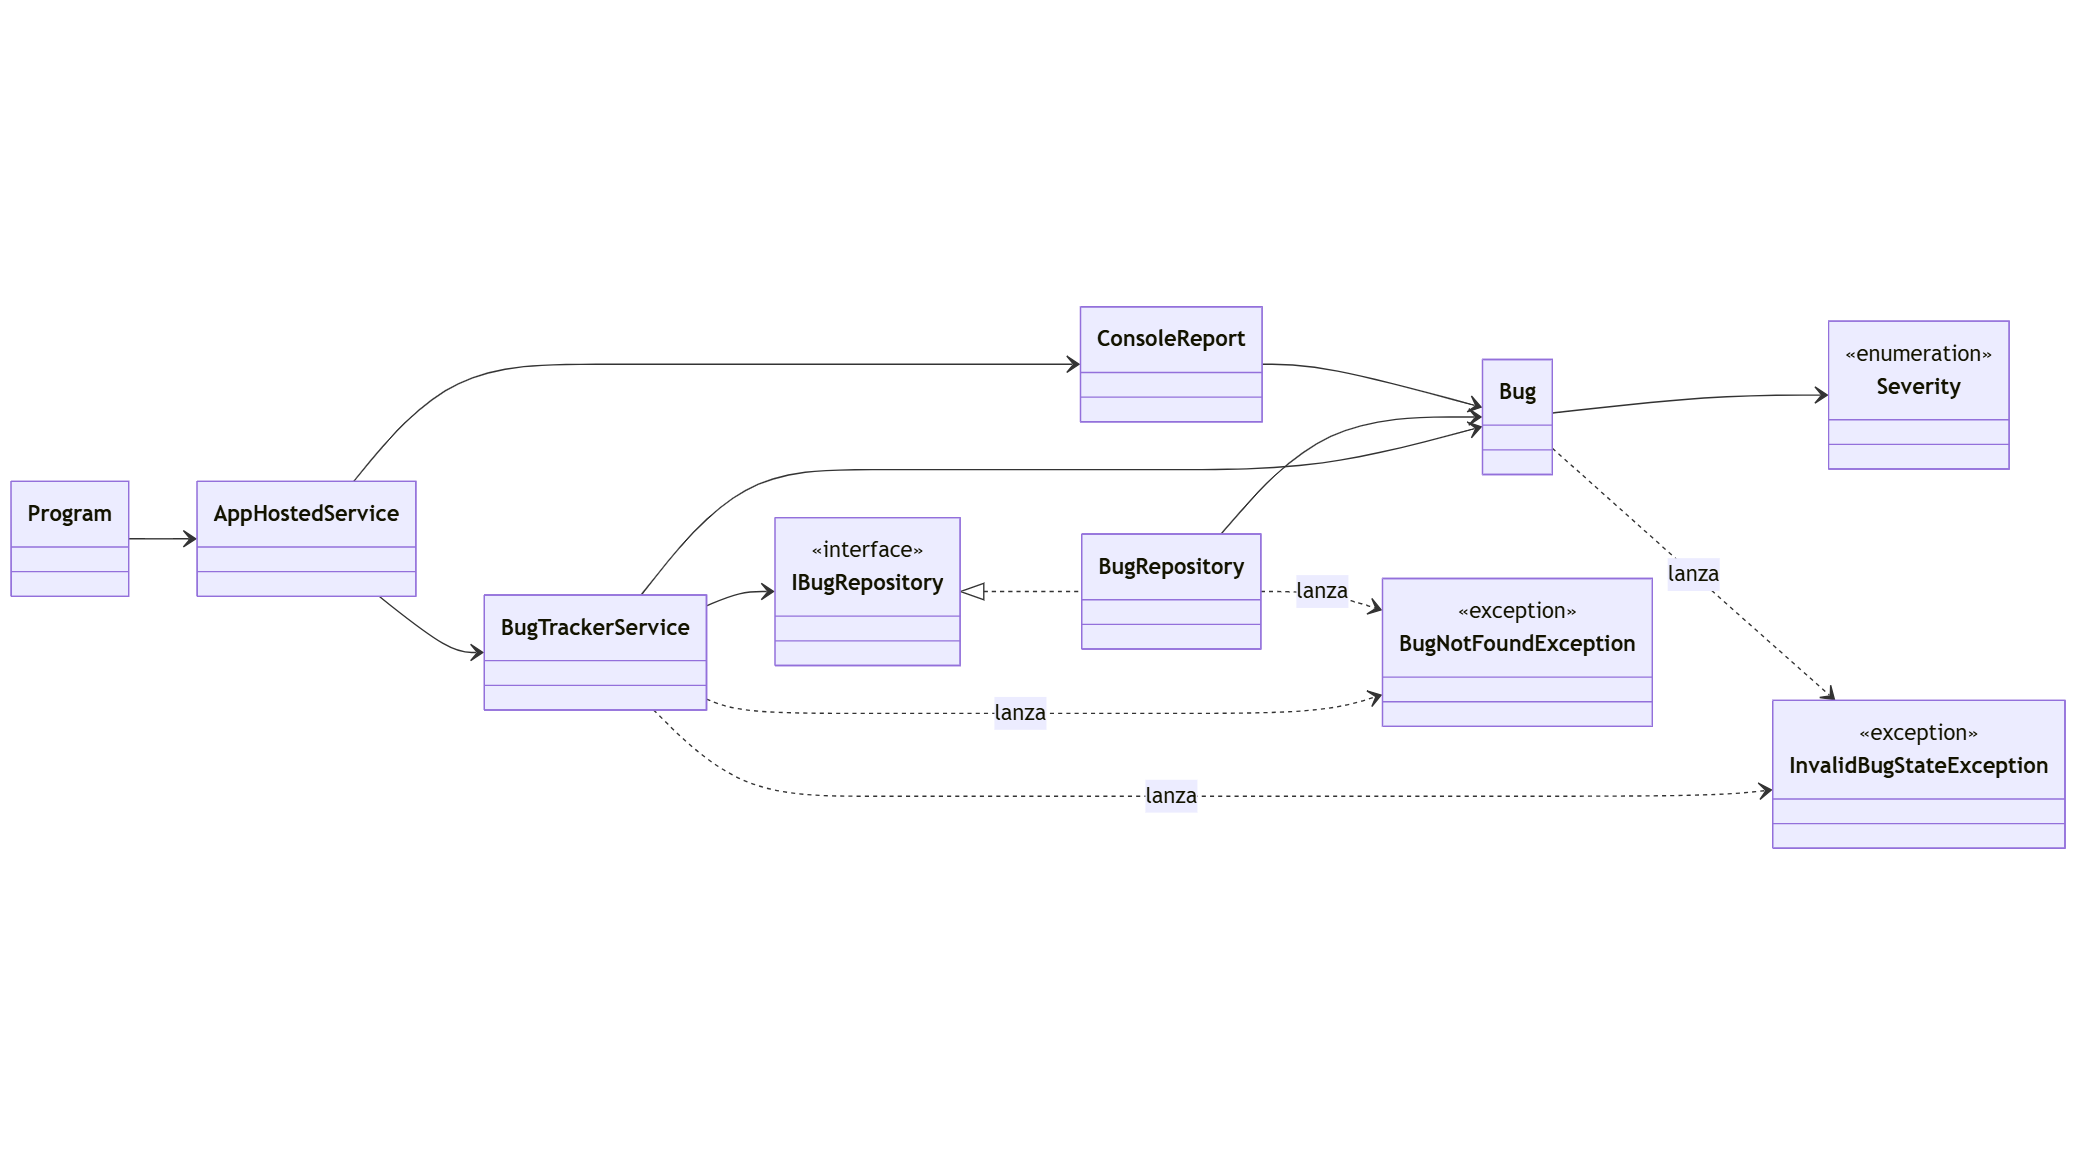 Program
AppHostedService
BugTrackerService
«interface»
IBugRepository
ConsoleReport
BugRepository
lanza
lanza
lanza
Bug
«exception»
BugNotFoundException
lanza
«enumeration»
Severity
«exception»
InvalidBugStateException